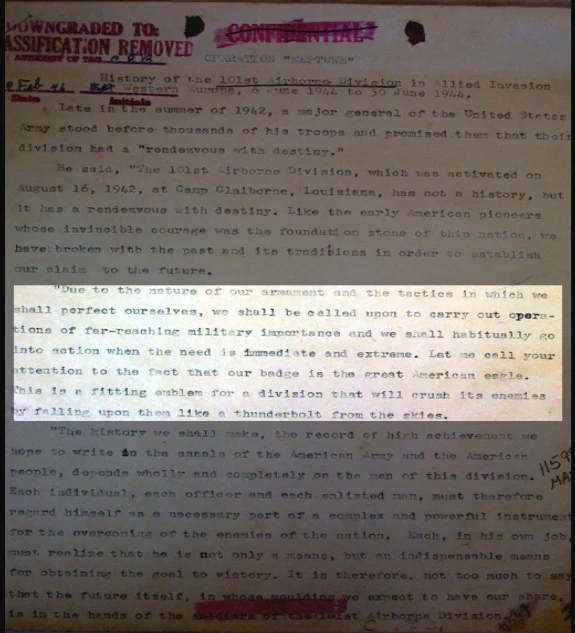 DOWNGRADED TO:
CONFIDENTIAL
CLASSIFICATION REMOVED
OPERATION "NEPTUNE"
History of the 101st Airborne Division in Allied Invasion
Feb 46 Western Europe, 6 June 1944 to 30 June 1944.
Date Initials
Late in the summer of 1942, a major general of the United States
Army stood before thousands of his troops and promised them that their
division had a "rendezvous with destiny."
He said, "The 101st Airborne Division, which was activated on
August 16, 1942, at Camp Claiborne, Louisiana, has not a history, but
it has a rendezvous with destiny. Like the early American pioneers
whose invincible courage was the foundation stone of this nation, we
have broken with the past and its traditions in order to establish
our claim to the future.
"Due to the nature of our armament and the tactics in which we
shall perfect ourselves, we shall be called upon to carry out opera-
tions of far-reaching military importance and we shall habitually go
into action when the need is immediate and extreme. Let me call your
attention to the fact that our badge is the great American eagle.
This is a fitting emblem for a division that will crush its enemies
by falling upon them like a thunderbolt from the skies.
"The history we shall make, the record of high achievement we
hope to write in the annals of the American Army and the American
people, depends wholly and completely on the men of this division.
Each individual, each officer and each enlisted man, must therefore
regard himself as a necessary part of a complex and powerful instrument
for the overcoming of the enemies of the nation. Each, in his own job,
must realize that he is not only a means, but an indispensable means
for obtaining the goal to victory. It is therefore, not too much to say
that the future itself, in whose moulding we expect to have our share,
is in the hands of the soldiers of the 101st Airborne Division.